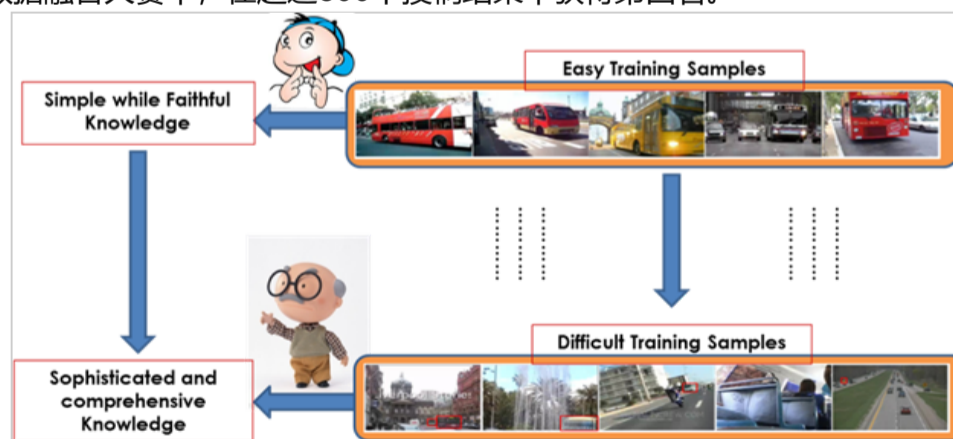 Easy Training Samples
Simple while Faithful
Knowledge
Difficult Training Samples
Sophisticated and
comprehensive
Knowledge